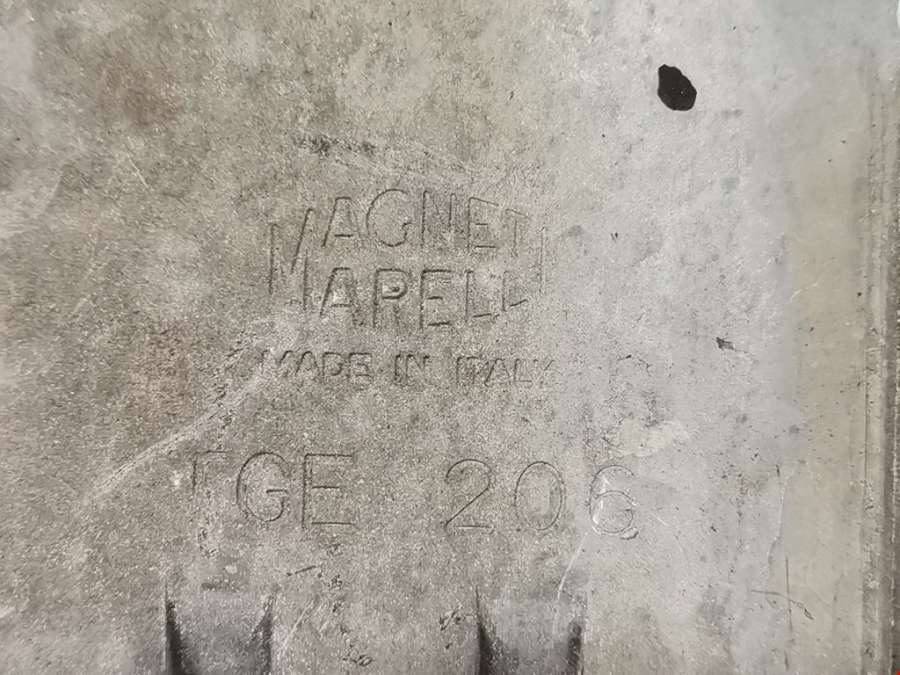 MAGNETI
MARELLI
MADE IN ITALY
TGE 206